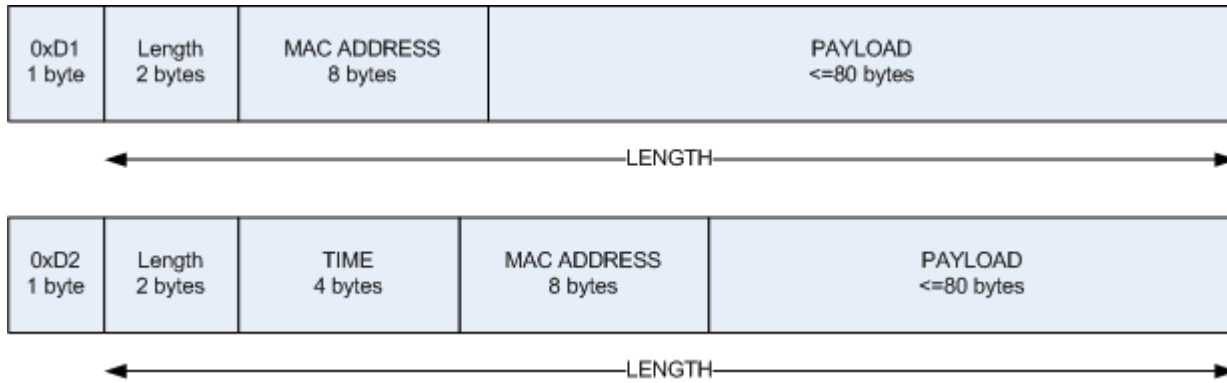 0xD1
1 byte
Length
2 bytes
MAC ADDRESS
8 bytes
PAYLOAD
<=80 bytes
LENGTH
0xD2
1 byte
Length
2 bytes
TIME
4 bytes
MAC ADDRESS
8 bytes
PAYLOAD
<=80 bytes
LENGTH